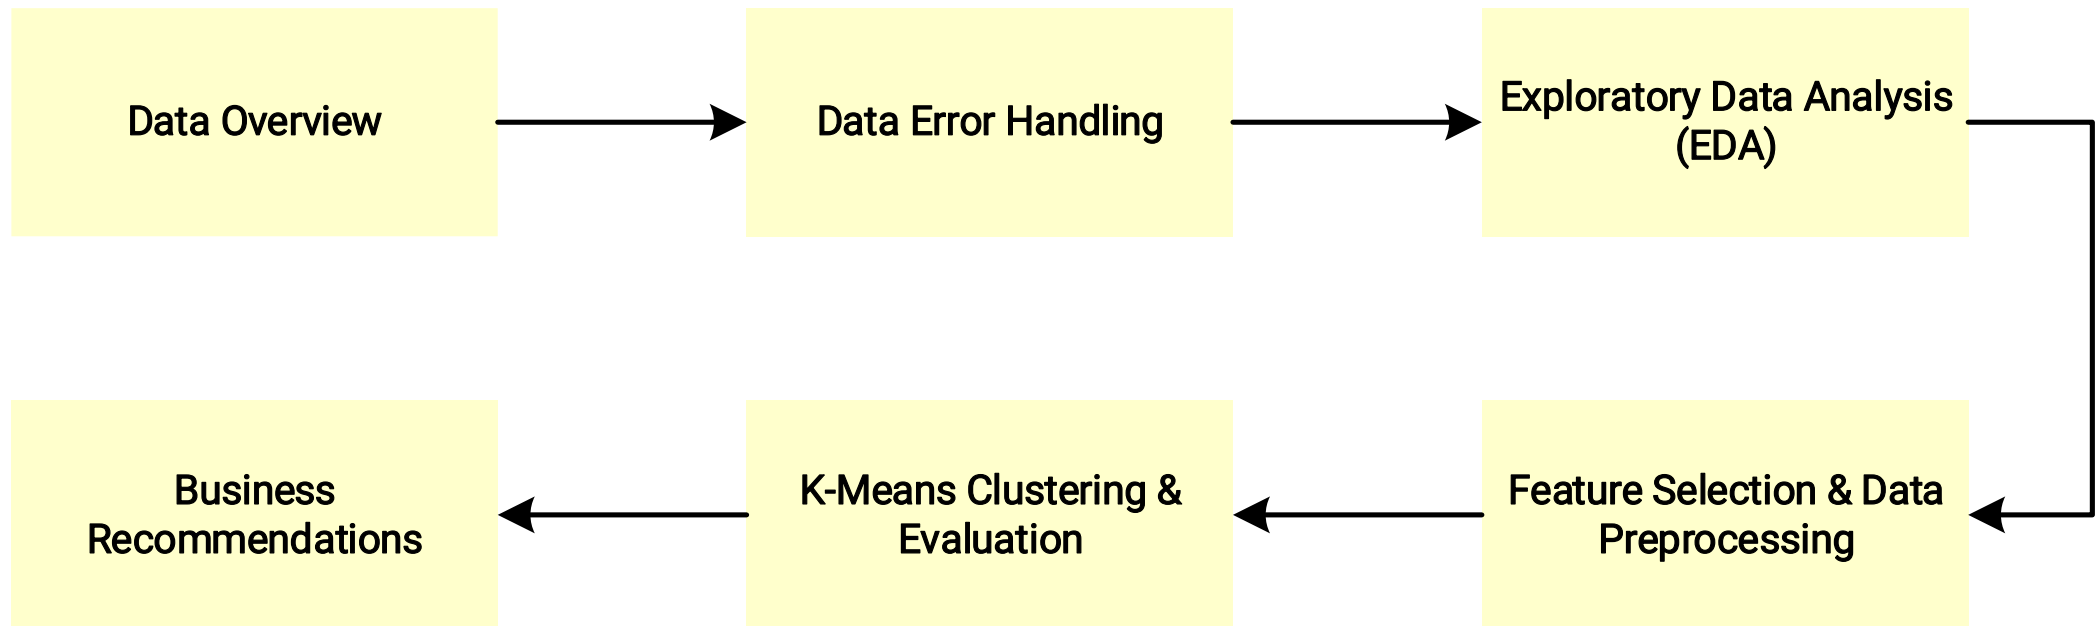 Data Overview
Data Error Handling
Exploratory Data Analysis
(EDA)
Feature Selection & Data
Preprocessing
K-Means Clustering &
Evaluation
Business
Recommendations